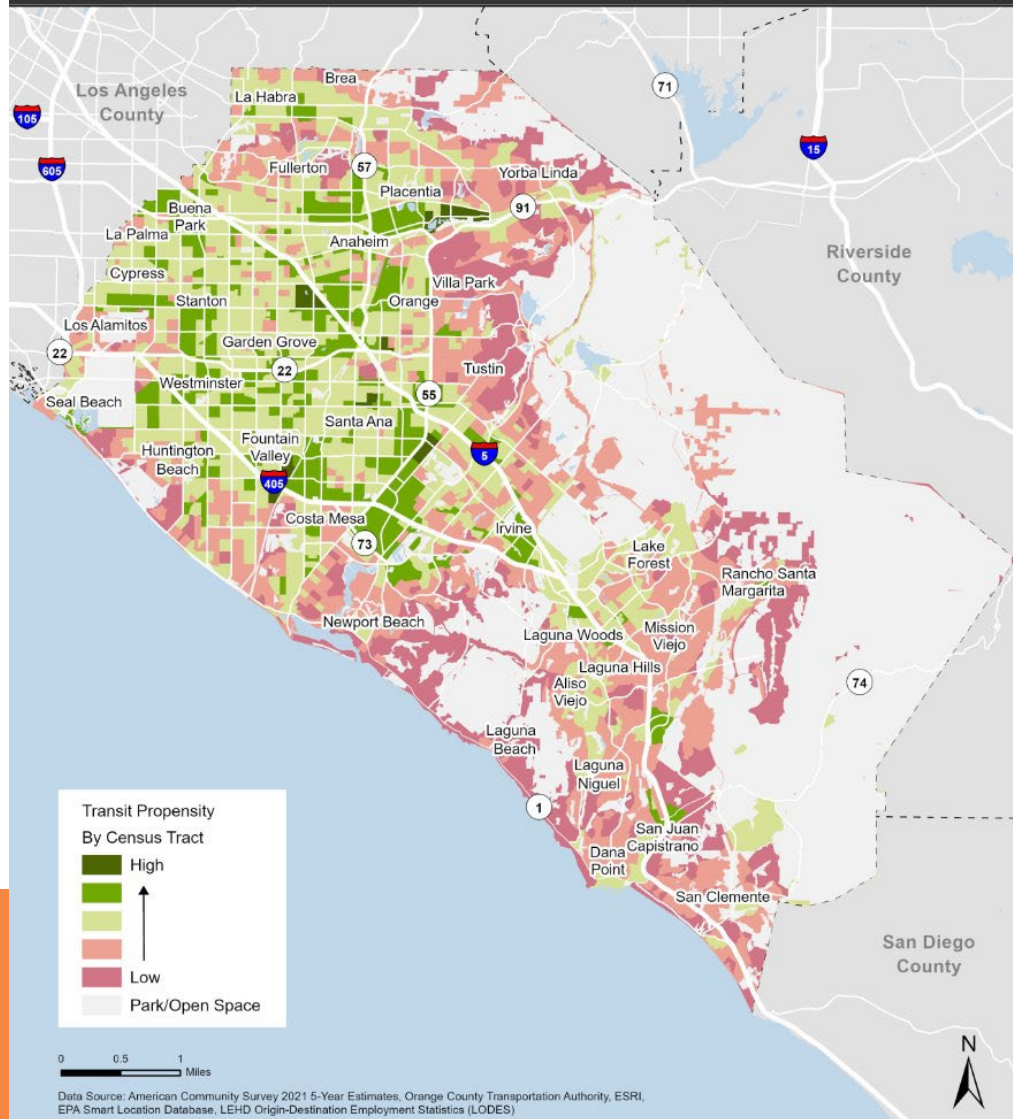 Los Angeles
County
105
605
71
15
Riverside
County
Brea
La Habra
57
Fullerton
Placentia
Yorba Linda
91
Buena
Park
La Palma
Anaheim
Cypress
Villa Park
Stanton
Orange
Los Alamitos
22
Garden Grove
22
Tustin
Westminster
55
Seal Beach
Santa Ana
Huntington
Beach
Fountain
Valley
5
405
Costa Mesa
73
Irvine
Lake
Forest
Rancho Santa
Margarita
Newport Beach
Laguna Woods
Mission
Viejo
Laguna Hills
Aliso
Viejo
74
Laguna
Beach
Laguna
Niguel
1
San Juan
Capistrano
Dana
Point
San Clemente
San Diego
County
Transit Propensity
By Census Tract
High
Low
Park/Open Space
0 0.5 1
Miles
N
Data Source: American Community Survey 2021 5-Year Estimates, Orange County Transportation Authority, ESRI,
EPA Smart Location Database, LEHD Origin-Destination Employment Statistics (LODES)